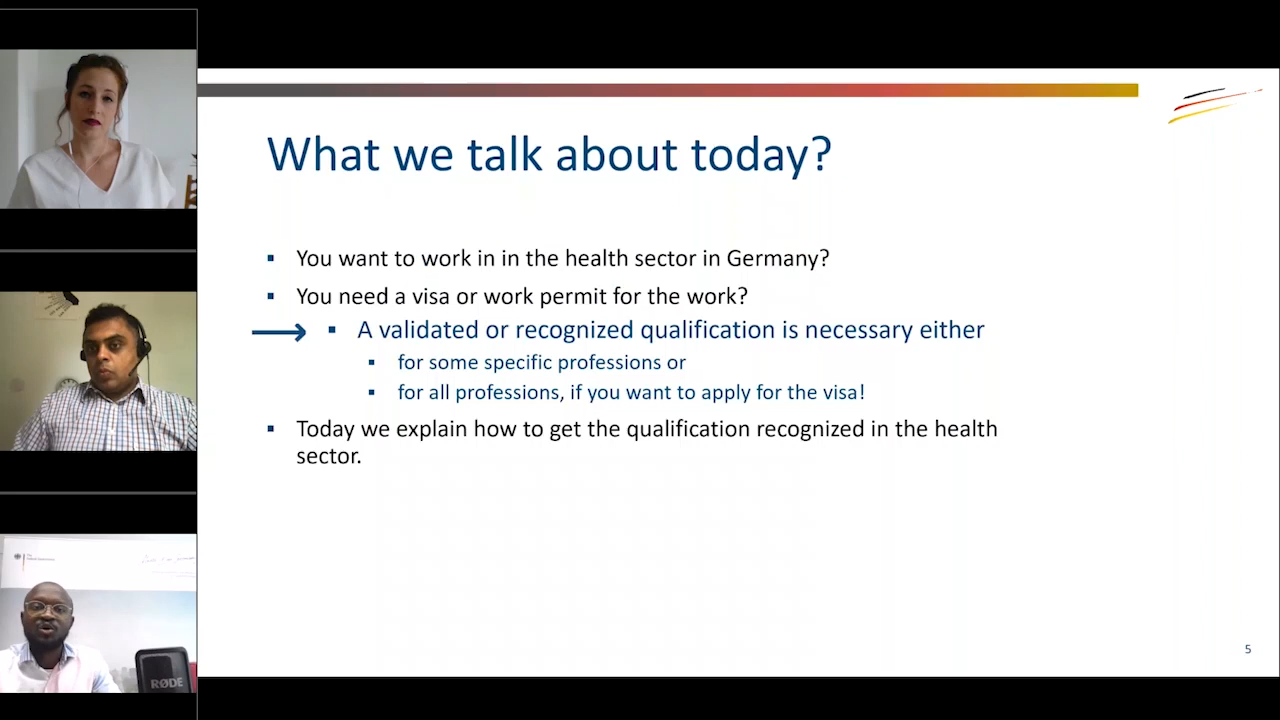 What we talk about today?
You want to work in in the health sector in Germany?
You need a visa or work permit for the work?
A validated or recognized qualification is necessary either
for some specific professions or
for all professions, if you want to apply for the visa!
Today we explain how to get the qualification recognized in the health
sector.
5
RØDE